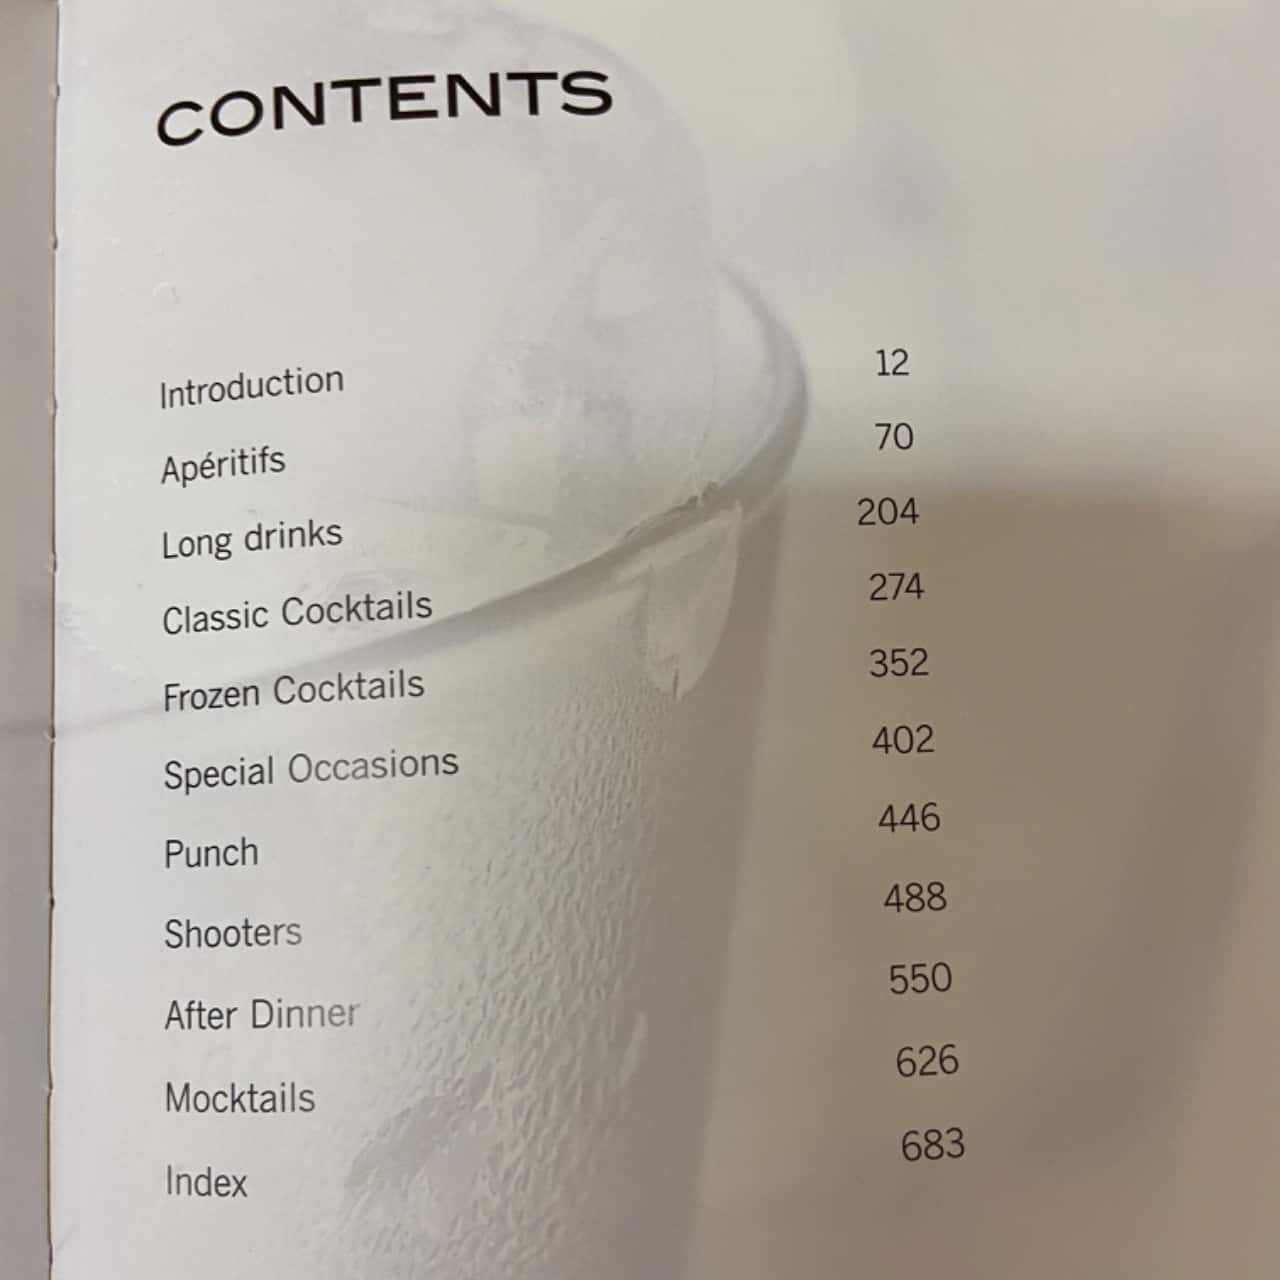 CONTENTS
Introduction 12
Apéritifs 70
Long drinks 204
Classic Cocktails 274
Frozen Cocktails 352
Special Occasions 402
Punch 446
Shooters 488
After Dinner 550
Mocktails 626
Index 683